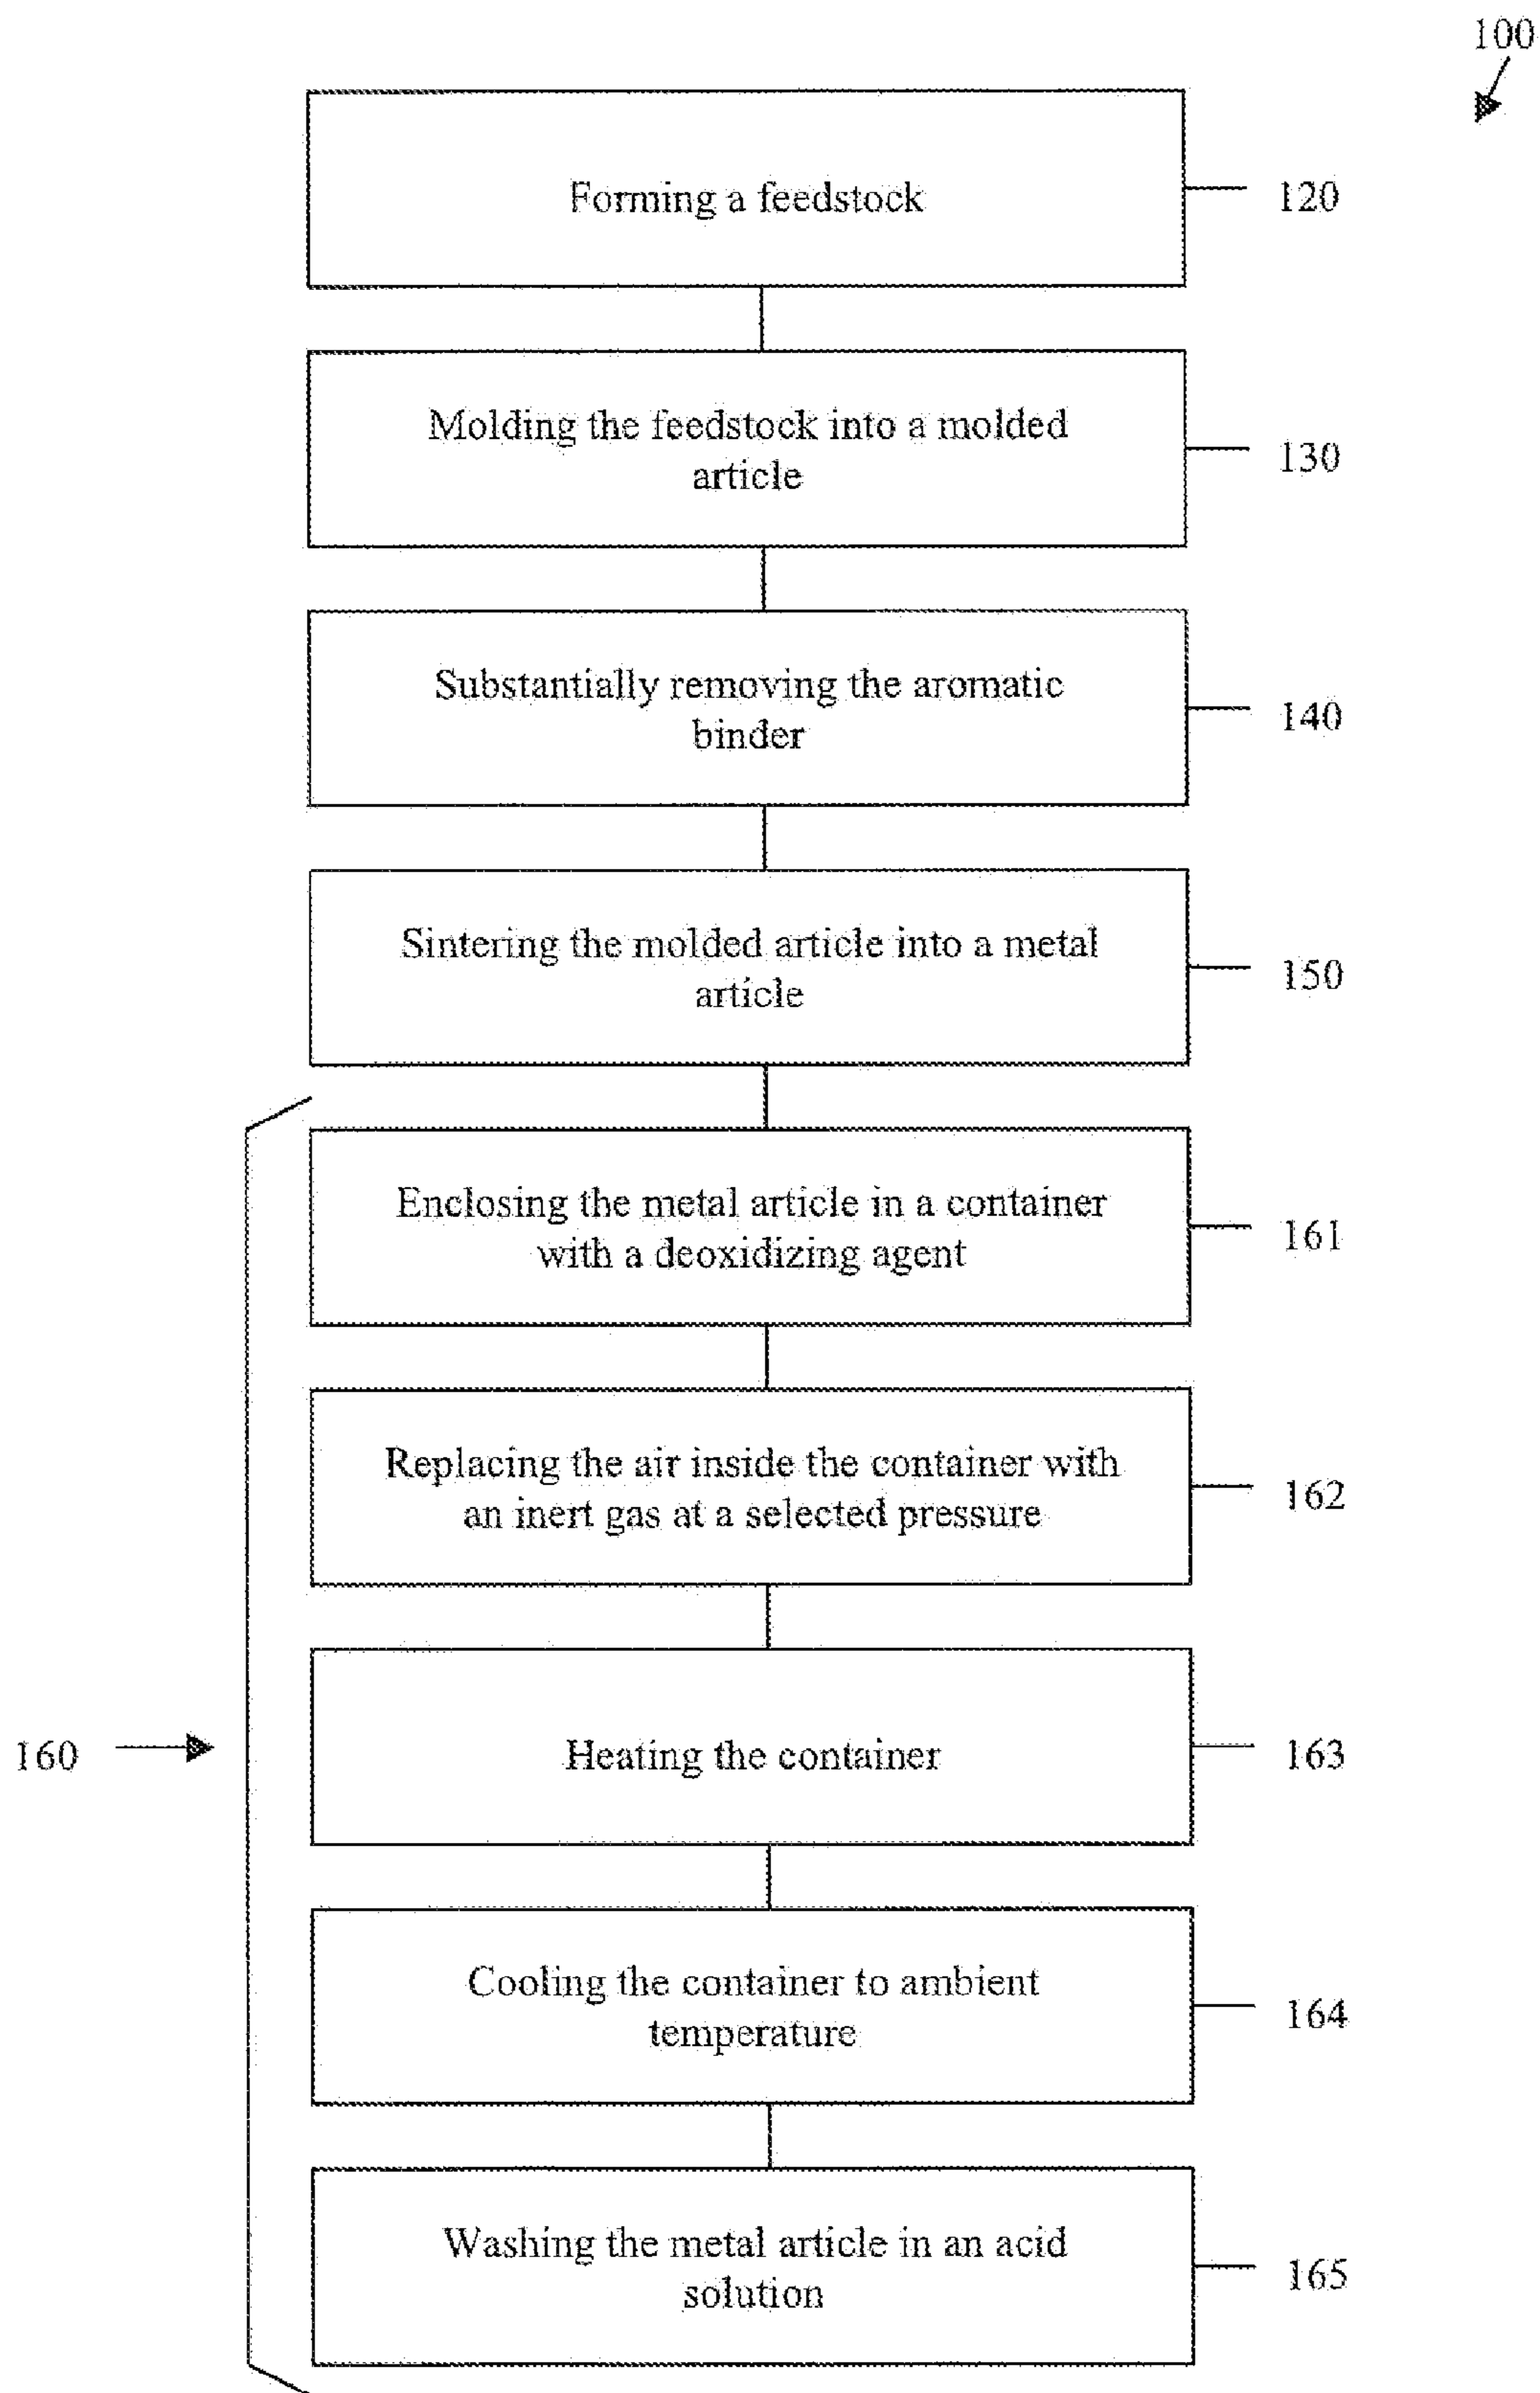 100
Forming a feedstock
120
Molding the feedstock into a molded
article
130
Substantially removing the aromatic
binder
140
Sintering the molded article into a metal
article
150
Enclosing the metal article in a container
with a deoxidizing agent
161
Replacing the air inside the container with
an inert gas at a selected pressure
162
160
Heating the container
163
Cooling the container to ambient
temperature
164
Washing the metal article in an acid
solution
165